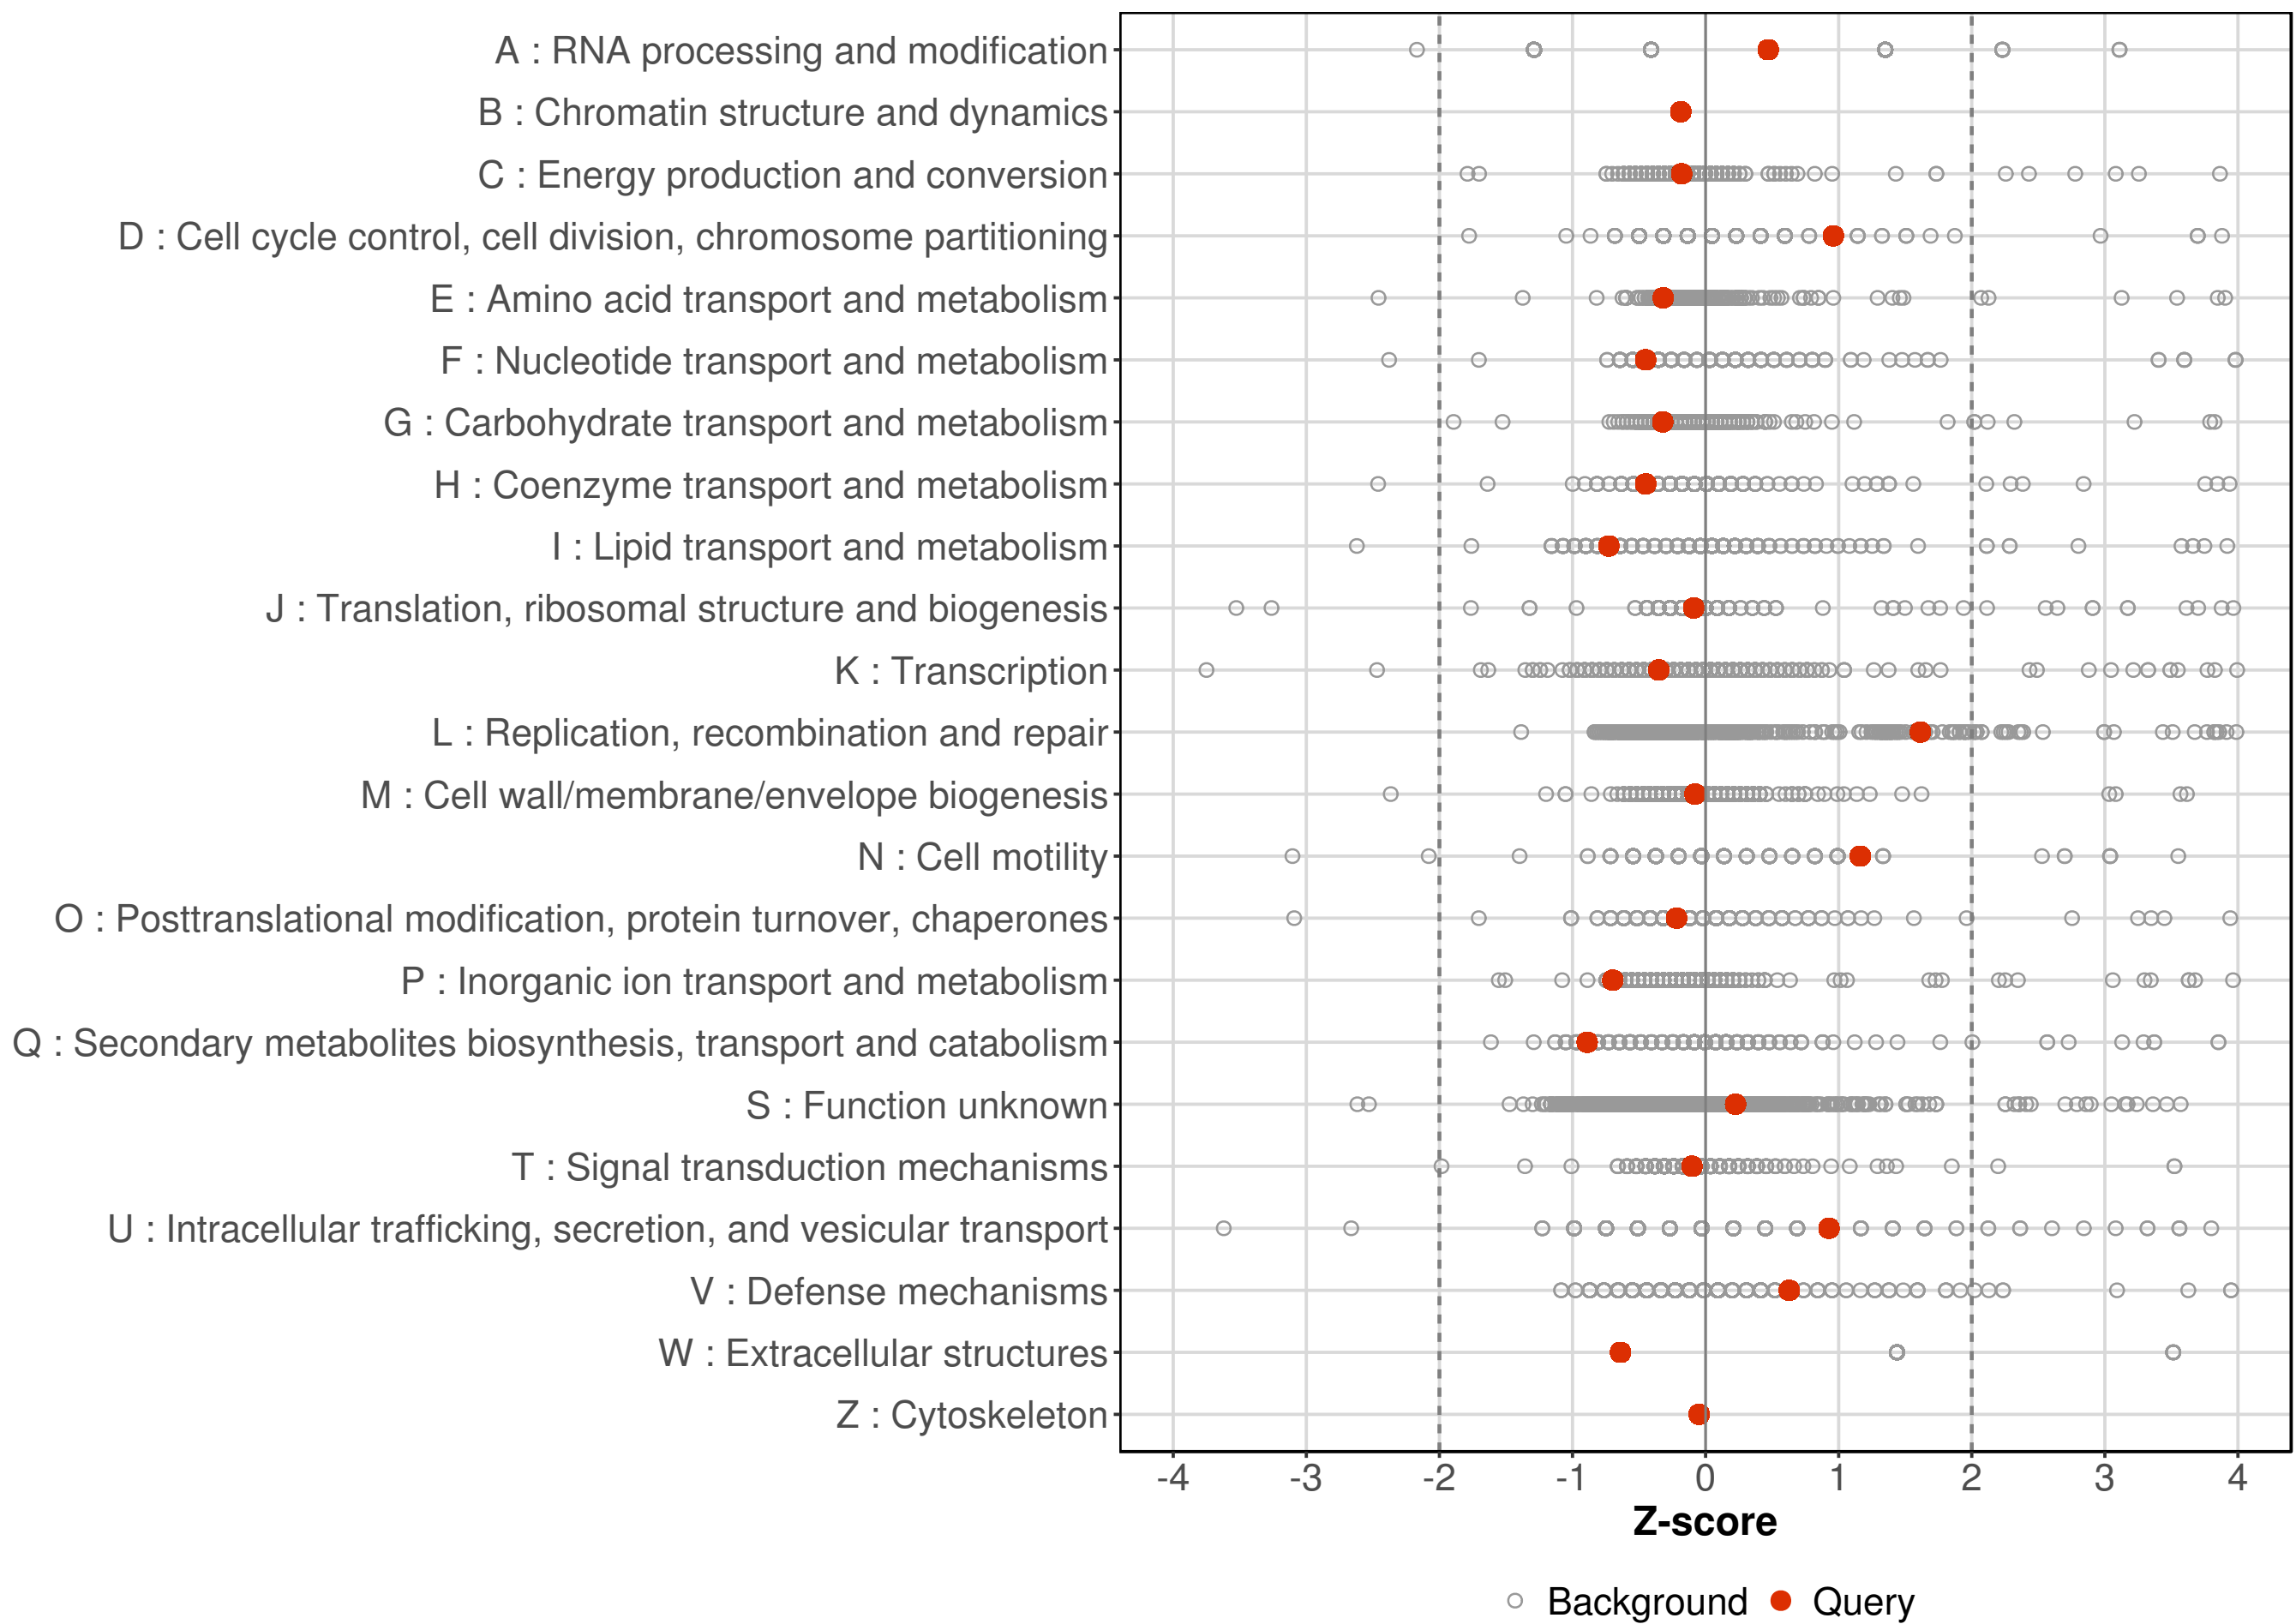 A : RNA processing and modification
B : Chromatin structure and dynamics
C : Energy production and conversion
D : Cell cycle control, cell division, chromosome partitioning
E : Amino acid transport and metabolism
F : Nucleotide transport and metabolism
G : Carbohydrate transport and metabolism
H : Coenzyme transport and metabolism
I : Lipid transport and metabolism
J : Translation, ribosomal structure and biogenesis
K : Transcription
L : Replication, recombination and repair
M : Cell wall/membrane/envelope biogenesis
N : Cell motility
O : Posttranslational modification, protein turnover, chaperones
P : Inorganic ion transport and metabolism
Q : Secondary metabolites biosynthesis, transport and catabolism
S : Function unknown
T : Signal transduction mechanisms
U : Intracellular trafficking, secretion, and vesicular transport
V : Defense mechanisms
W : Extracellular structures
Z : Cytoskeleton
-4 -3 -2 -1 0 1 2 3 4
Z-score
Background Query